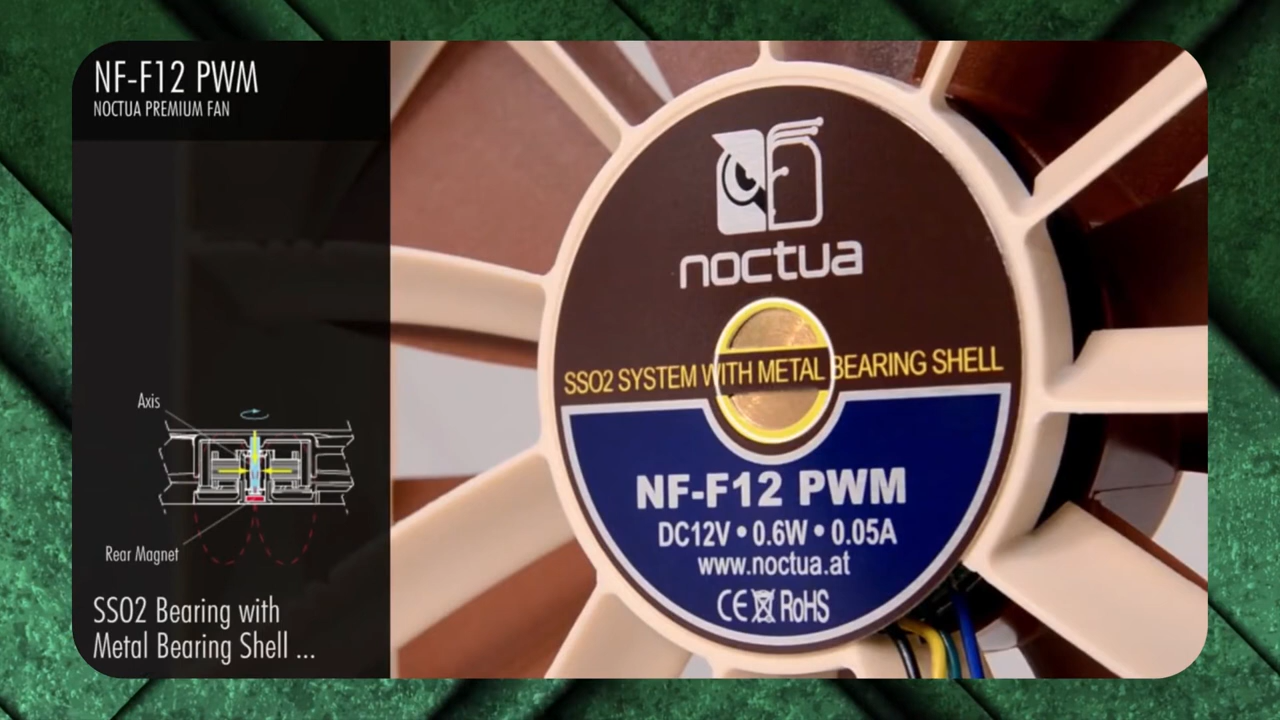 NF-F12 PWM
NOCTUA PREMIUM FAN
Axis
Rear Magnet
SSO2 Bearing with
Metal Bearing Shell ...
noctua
SSO2 SYSTEM WITH METAL BEARING SHELL
NF-F12 PWM
DC12V • 0.6W • 0.05A
www.noctua.at
CE RoHS